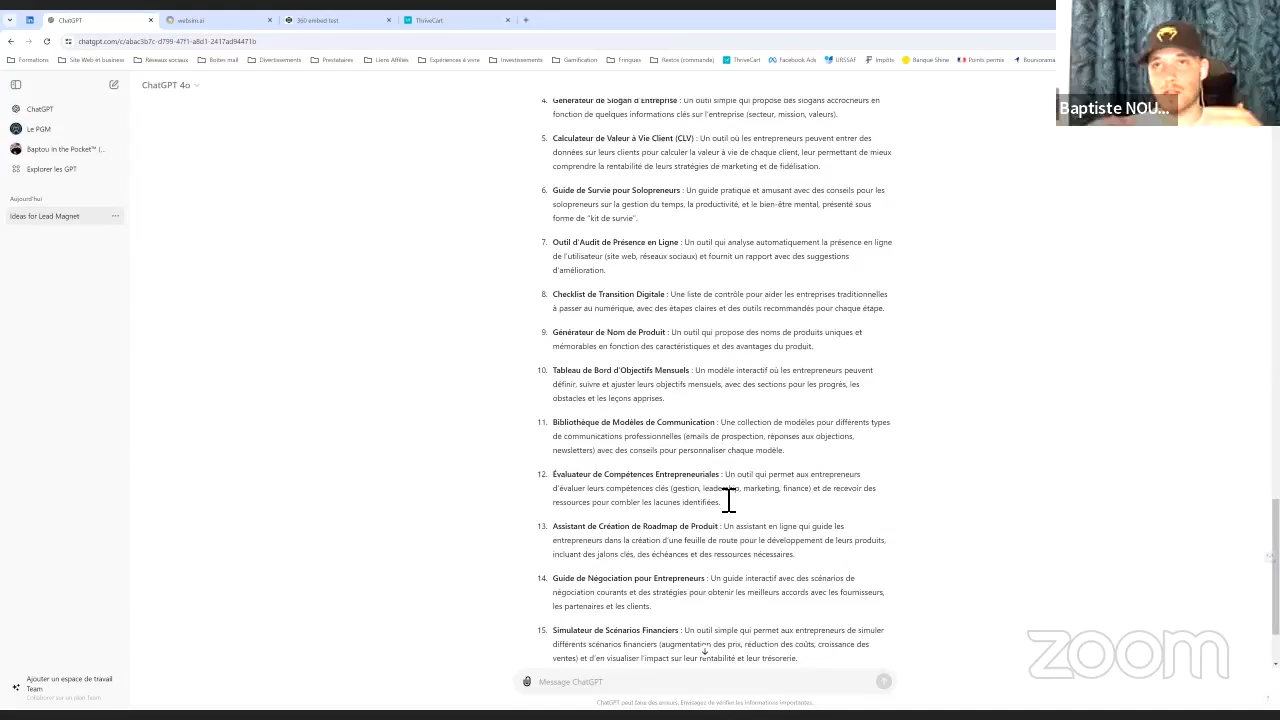 ChatGPT
websim.ai
360 embed test
ThriveCart
chatgpt.com/c/abac3b7c-d799-47f1-a8d1-2417ad94471b
Formations
Site Web et business
Réseaux sociaux
Boites mail
Divertissements
Prestataires
Liens Affiliés
Expériences à vivre
Investissements
Gamification
Fringues
Restos (commande)
ThriveCart
Facebook Ads
URSSAF
Impôts
Banque Shine
Points permis
Boursorama
Baptiste NOU...
ChatGPT 4o
ChatGPT
Le PGM
Baptou in the Pocket™ (...
Explorer les GPT
Aujourd'hui
Ideas for Lead Magnet
4. Générateur de Slogan d'Entreprise : Un outil simple qui propose des slogans accrocheurs en
fonction de quelques informations clés sur l'entreprise (secteur, mission, valeurs).
5. Calculateur de Valeur à Vie Client (CLV) : Un outil où les entrepreneurs peuvent entrer des
données sur leurs clients pour calculer la valeur à vie de chaque client, leur permettant de mieux
comprendre la rentabilité de leurs stratégies de marketing et de fidélisation.
6. Guide de Survie pour Solopreneurs : Un guide pratique et amusant avec des conseils pour les
solopreneurs sur la gestion du temps, la productivité, et le bien-être mental, présenté sous
forme de "kit de survie".
7. Outil d'Audit de Présence en Ligne : Un outil qui analyse automatiquement la présence en ligne
de l'utilisateur (site web, réseaux sociaux) et fournit un rapport avec des suggestions
d'amélioration.
8. Checklist de Transition Digitale : Une liste de contrôle pour aider les entreprises traditionnelles
à passer au numérique, avec des étapes claires et des outils recommandés pour chaque étape.
9. Générateur de Nom de Produit : Un outil qui propose des noms de produits uniques et
mémorables en fonction des caractéristiques et des avantages du produit.
10. Tableau de Bord d'Objectifs Mensuels : Un modèle interactif où les entrepreneurs peuvent
définir, suivre et ajuster leurs objectifs mensuels, avec des sections pour les progrès, les
obstacles et les leçons apprises.
11. Bibliothèque de Modèles de Communication : Une collection de modèles pour différents types
de communications professionnelles (emails de prospection, réponses aux objections,
newsletters) avec des conseils pour personnaliser chaque modèle.
12. Évaluateur de Compétences Entrepreneuriales : Un outil qui permet aux entrepreneurs
d'évaluer leurs compétences clés (gestion, leadership, marketing, finance) et de recevoir des
ressources pour combler les lacunes identifiées.
13. Assistant de Création de Roadmap de Produit : Un assistant en ligne qui guide les
entrepreneurs dans la création d'une feuille de route pour le développement de leurs produits,
incluant des jalons clés, des échéances et des ressources nécessaires.
14. Guide de Négociation pour Entrepreneurs : Un guide interactif avec des scénarios de
négociation courants et des stratégies pour obtenir les meilleurs accords avec les fournisseurs,
les partenaires et les clients.
15. Simulateur de Scénarios Financiers : Un outil simple qui permet aux entrepreneurs de simuler
différents scénarios financiers (augmentation des prix, réduction des coûts, croissance des
ventes) et d'en visualiser l'impact sur leur rentabilité et leur trésorerie.
zoom
Ajouter un espace de travail
Team
Collaborer sur un plan Team
Message ChatGPT
ChatGPT peut faire des erreurs. Envisagez de vérifier les informations importantes.